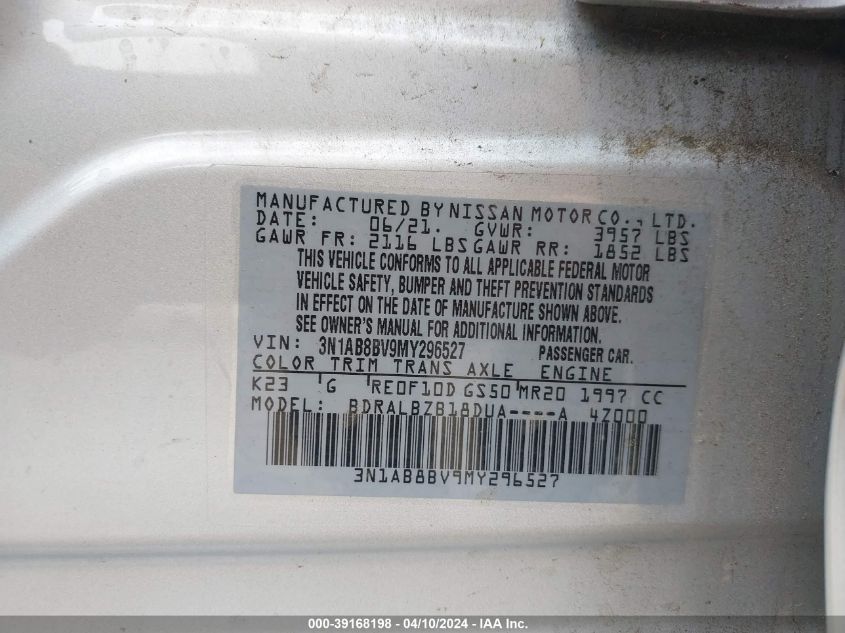 MANUFACTURED BY NISSAN MOTOR CO., LTD.
DATE: 06/21. GVWR: 3957 LBS
GAWR FR: 2116 LBS GAWR RR: 1852 LBS
THIS VEHICLE CONFORMS TO ALL APPLICABLE FEDERAL MOTOR
VEHICLE SAFETY, BUMPER AND THEFT PREVENTION STANDARDS
IN EFFECT ON THE DATE OF MANUFACTURE SHOWN ABOVE.
SEE OWNER'S MANUAL FOR ADDITIONAL INFORMATION.
VIN: 3N1AB8BV9MY296527 PASSENGER CAR.
COLOR TRIM TRANS AXLE ENGINE
K23 G RE0F10D GS50 MR20 1997 CC
MODEL: BDRALBZB18DUA----A 4Z000
3N1AB8BV9MY296527
000-39168198 - 04/10/2024 - IAA Inc.